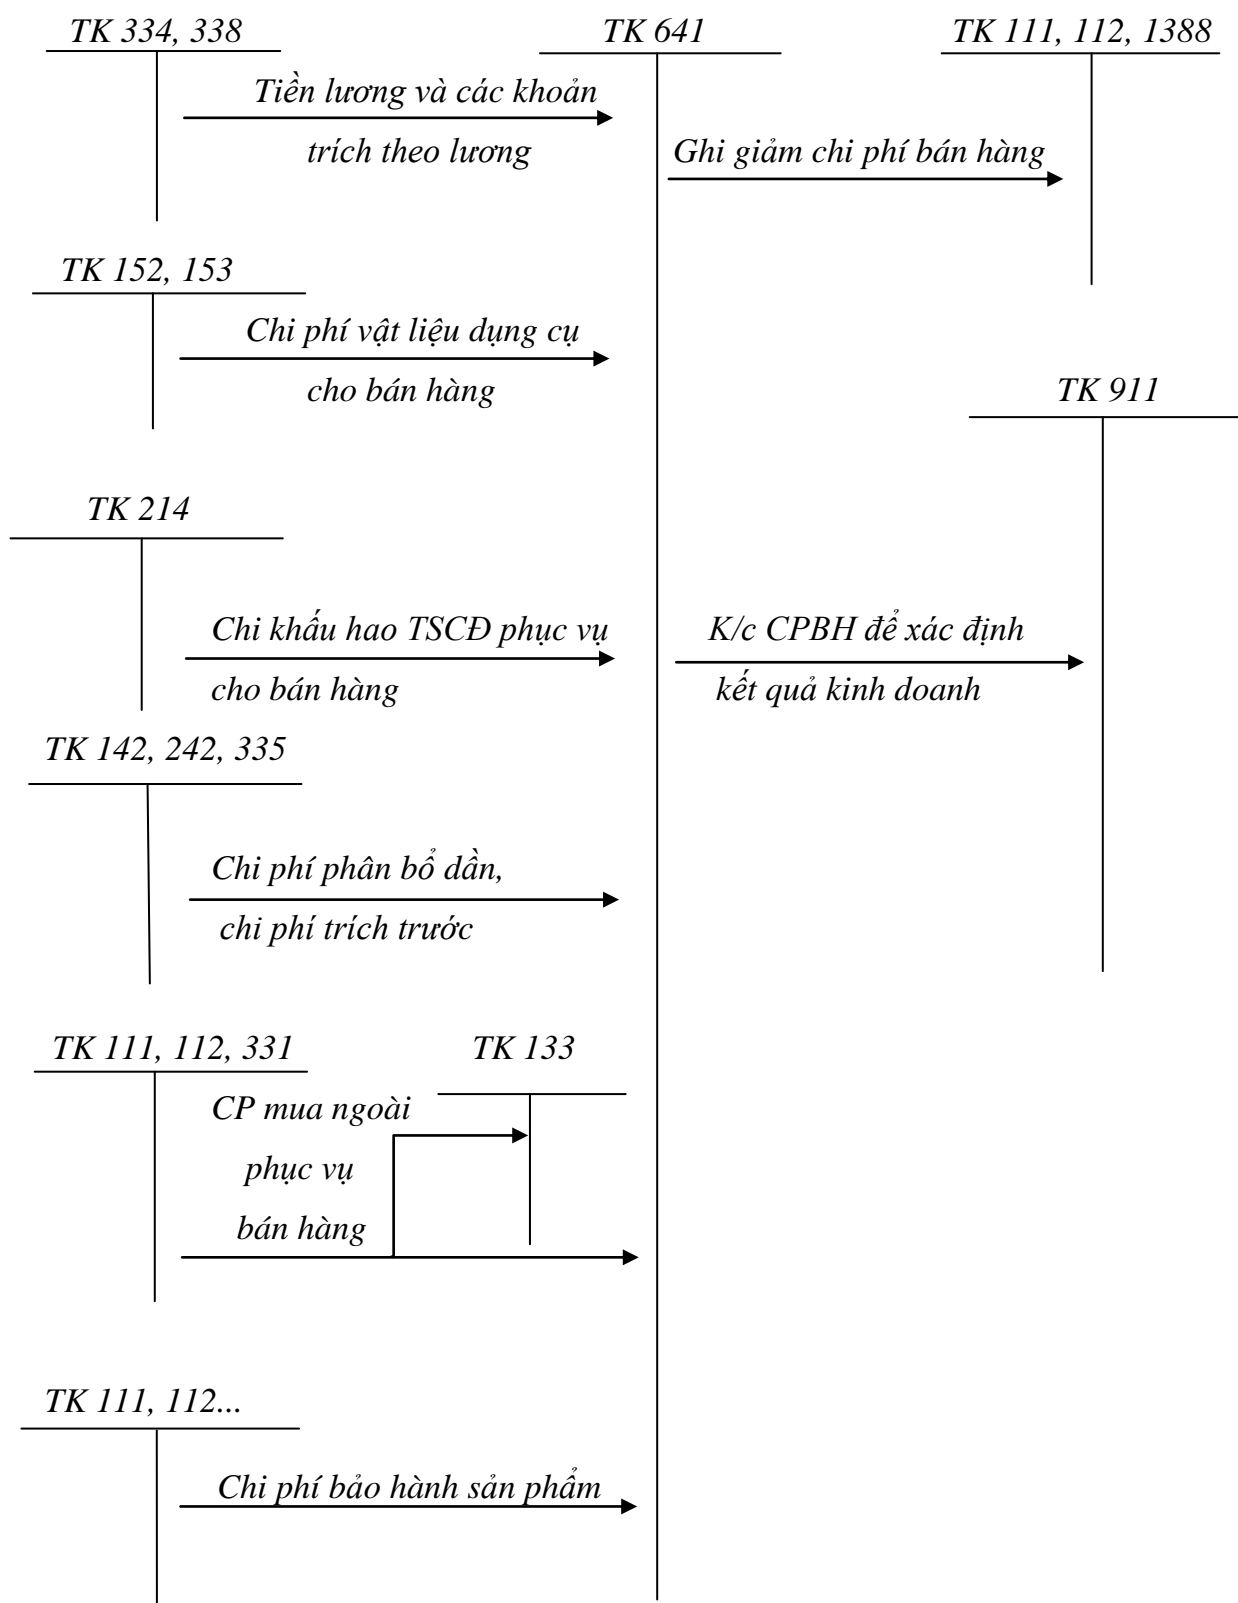 TK 334, 338
TK 641
TK 111, 112, 1388
Tiền lương và các khoản
trích theo lương
Ghi giảm chi phí bán hàng
TK 152, 153
Chi phí vật liệu dụng cụ
cho bán hàng
TK 911
TK 214
Chi khấu hao TSCĐ phục vụ
cho bán hàng
K/c CPBH để xác định
kết quả kinh doanh
TK 142, 242, 335
Chi phí phân bổ dần,
chi phí trích trước
TK 111, 112, 331
TK 133
CP mua ngoài
phục vụ
bán hàng
TK 111, 112...
Chi phí bảo hành sản phẩm